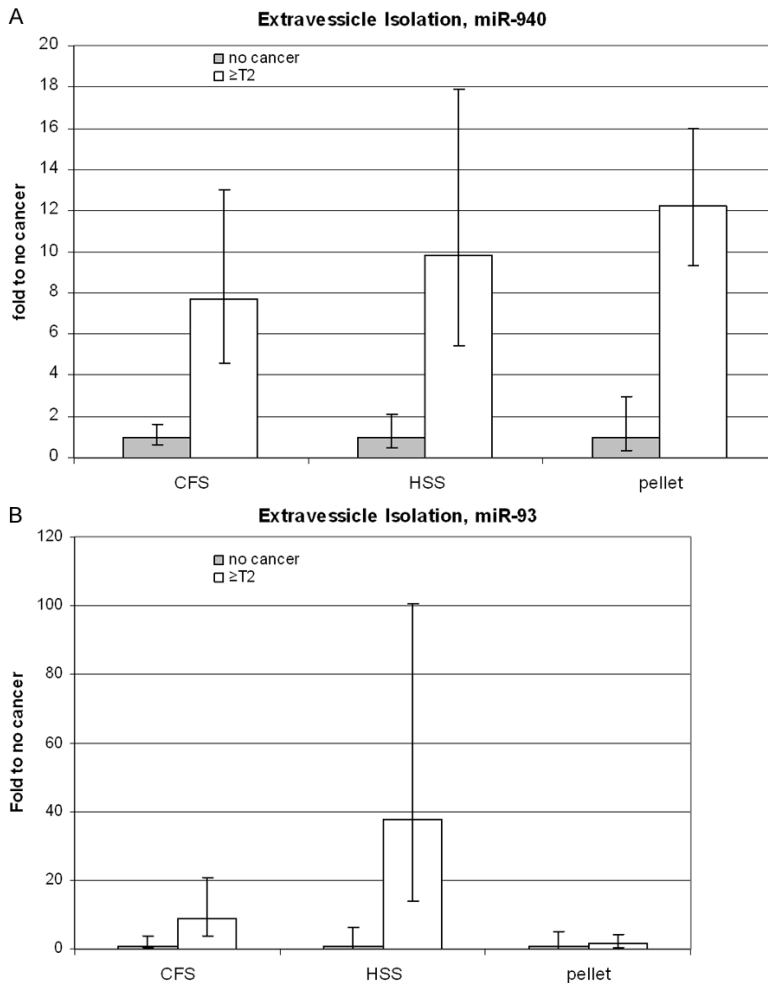 A
Extravessicle Isolation, miR-940
no cancer
≥T2
fold to no cancer
20
18
16
14
12
10
8
6
4
2
0
CFS HSS pellet
B
Extravessicle Isolation, miR-93
no cancer
≥T2
Fold to no cancer
120
100
80
60
40
20
0
CFS HSS pellet